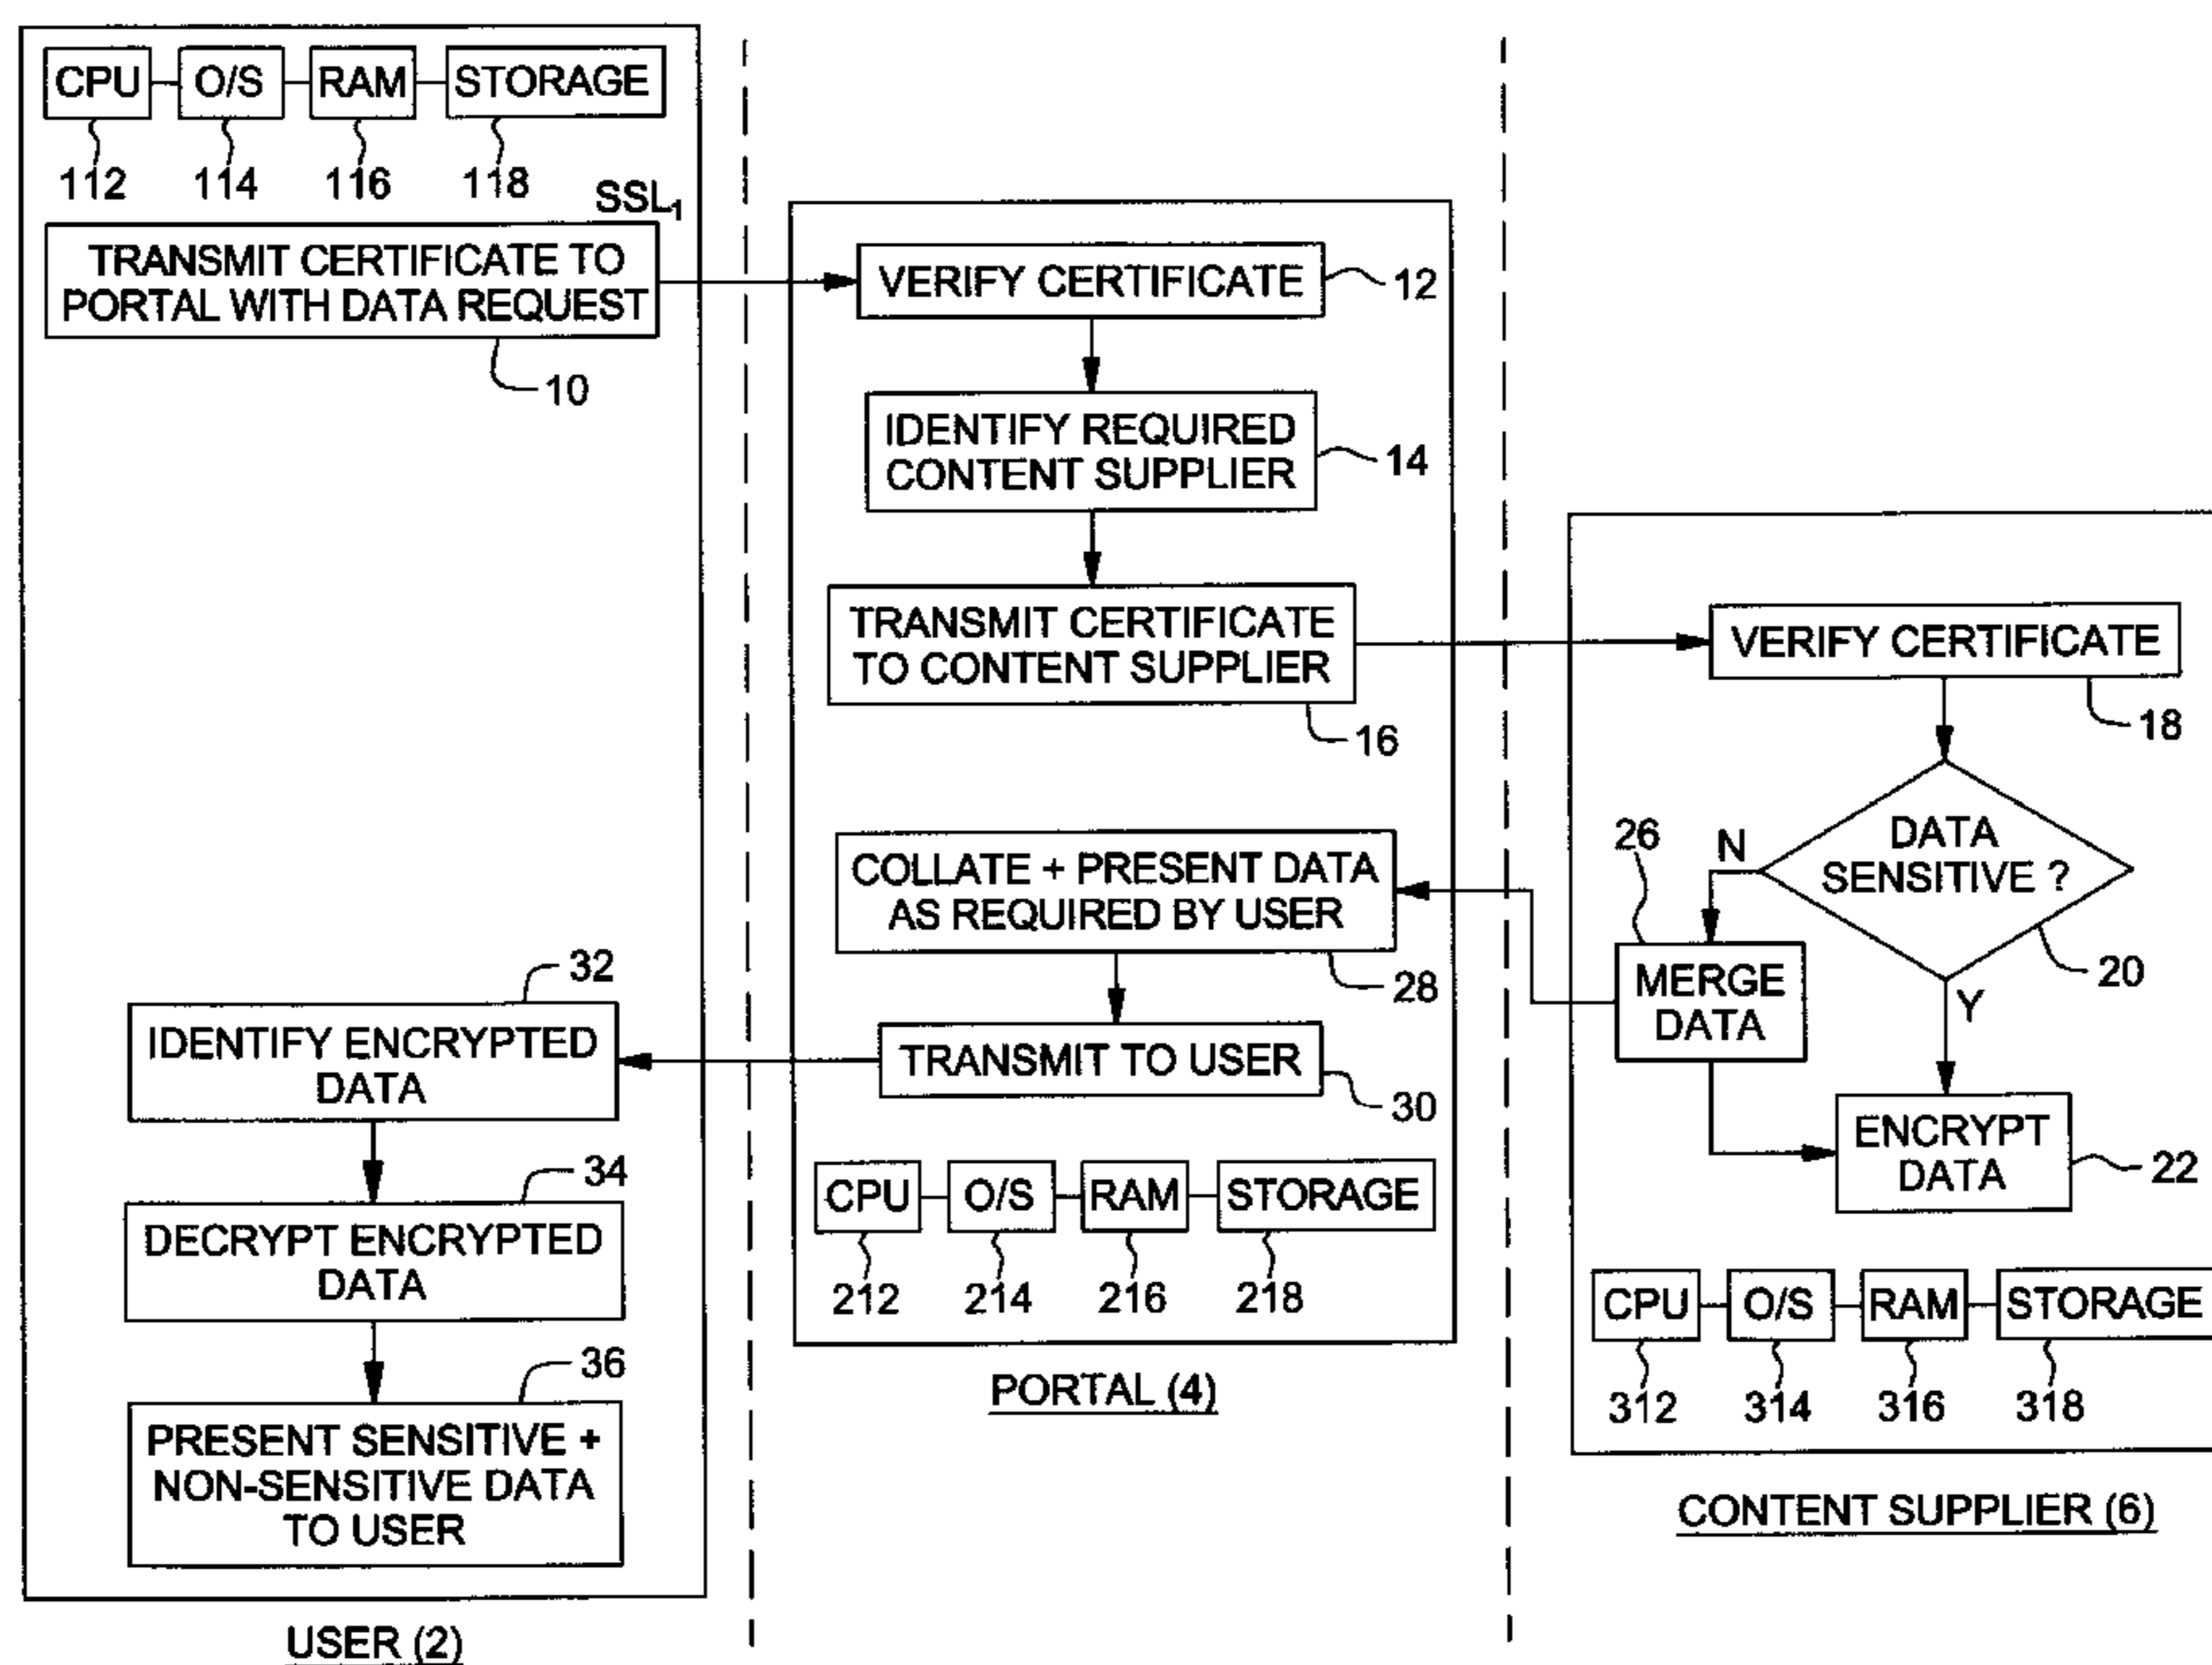 CPU
O/S
RAM
STORAGE
112
114
116
118
SSL1
TRANSMIT CERTIFICATE TO
PORTAL WITH DATA REQUEST
10
32
IDENTIFY ENCRYPTED
DATA
34
DECRYPT ENCRYPTED
DATA
36
PRESENT SENSITIVE +
NON-SENSITIVE DATA
TO USER
USER (2)
VERIFY CERTIFICATE
12
IDENTIFY REQUIRED
CONTENT SUPPLIER
14
TRANSMIT CERTIFICATE
TO CONTENT SUPPLIER
16
COLLATE + PRESENT DATA
AS REQUIRED BY USER
28
TRANSMIT TO USER
30
CPU
O/S
RAM
STORAGE
212
214
216
218
PORTAL (4)
VERIFY CERTIFICATE
18
DATA
SENSITIVE ?
20
N
Y
26
MERGE
DATA
ENCRYPT
DATA
22
CPU
O/S
RAM
STORAGE
312
314
316
318
CONTENT SUPPLIER (6)